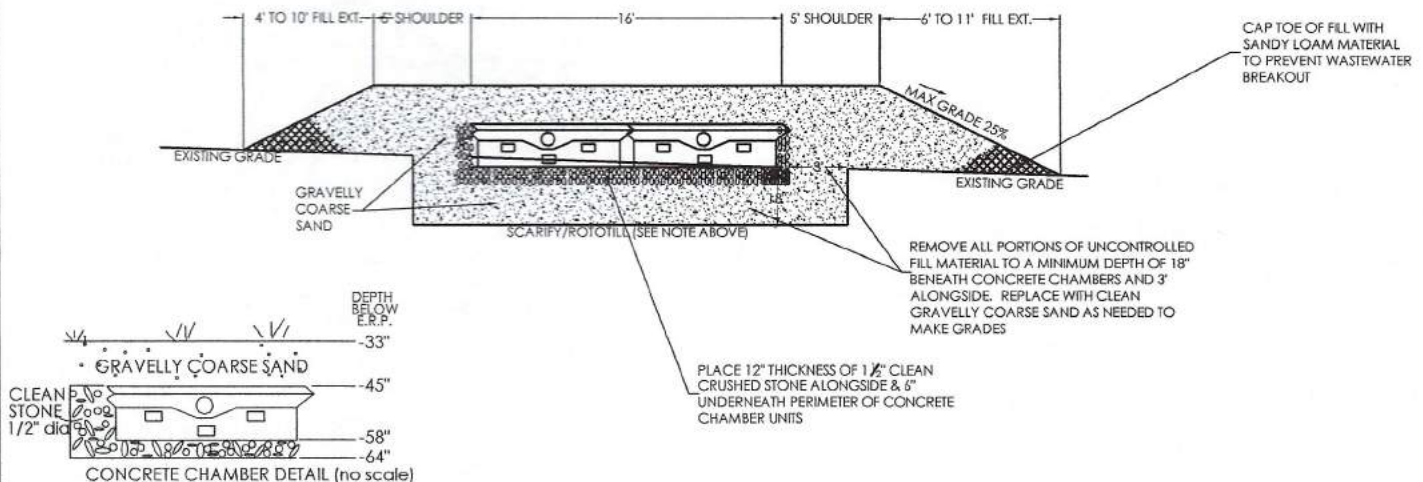 4' TO 10' FILL EXT.
5' SHOULDER
16'
5' SHOULDER
6' TO 11' FILL EXT.
CAP TOE OF FILL WITH
SANDY LOAM MATERIAL
TO PREVENT WASTEWATER
BREAKOUT
MAX GRADE 25%
EXISTING GRADE
EXISTING GRADE
GRAVELLY
COARSE
SAND
3'
18"
SCARIFY/ROTOTILL (SEE NOTE ABOVE)
REMOVE ALL PORTIONS OF UNCONTROLLED
FILL MATERIAL TO A MINIMUM DEPTH OF 18"
BENEATH CONCRETE CHAMBERS AND 3'
ALONGSIDE. REPLACE WITH CLEAN
GRAVELLY COARSE SAND AS NEEDED TO
MAKE GRADES
PLACE 12" THICKNESS OF 1 ½" CLEAN
CRUSHED STONE ALONGSIDE & 6"
UNDERNEATH PERIMETER OF CONCRETE
CHAMBER UNITS
DEPTH
BELOW
E.R.P.
-33"
GRAVELLY COARSE SAND
-45"
CLEAN
STONE
1/2" dia
-58"
-64"
CONCRETE CHAMBER DETAIL (no scale)